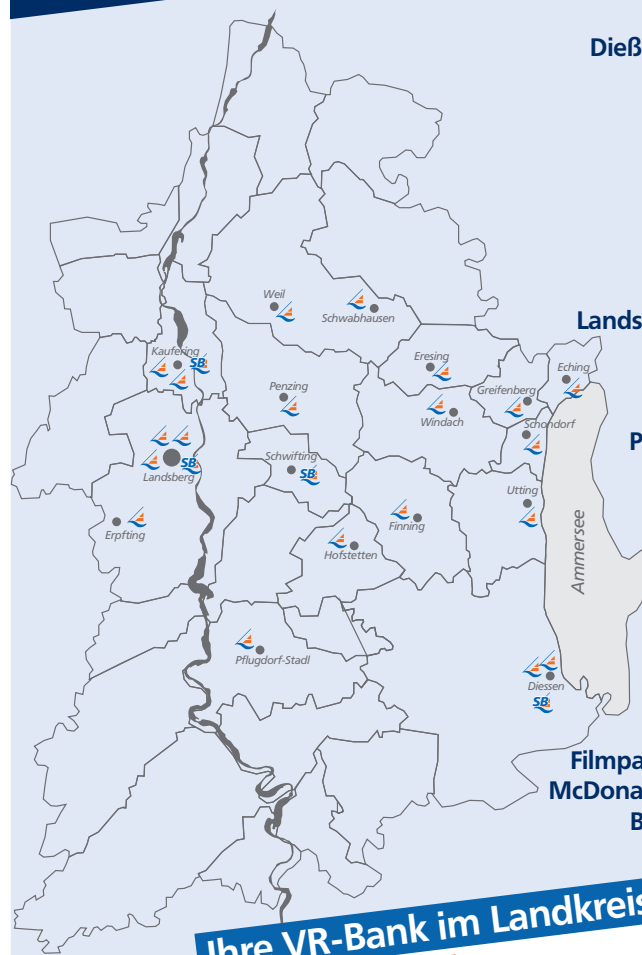 Dieß
Weil
Schwabhausen
Lands
Kaufering
SB
Eresing
Eching
Penzing
Greifenberg
Windach
Schondorf
P
Schwifting
SB
Landsberg
SB
Utting
Erpfting
Finning
Hofstetten
Ammersee
Pflugdorf-Stadl
Diessen
SB
Filmpa
McDona
B
Ihre VR-Bank im Landkreis